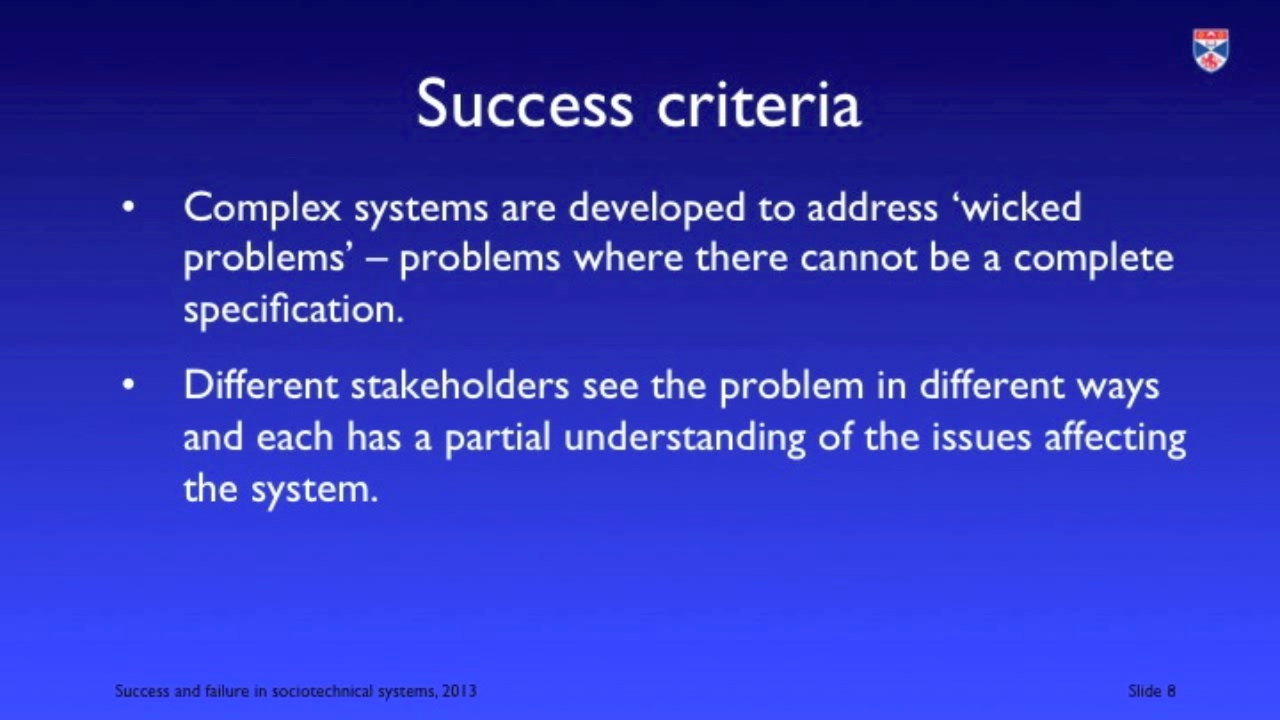 Success criteria
• Complex systems are developed to address ‘wicked
problems’ – problems where there cannot be a complete
specification.
• Different stakeholders see the problem in different ways
and each has a partial understanding of the issues affecting
the system.
Success and failure in sociotechnical systems, 2013
Slide 8